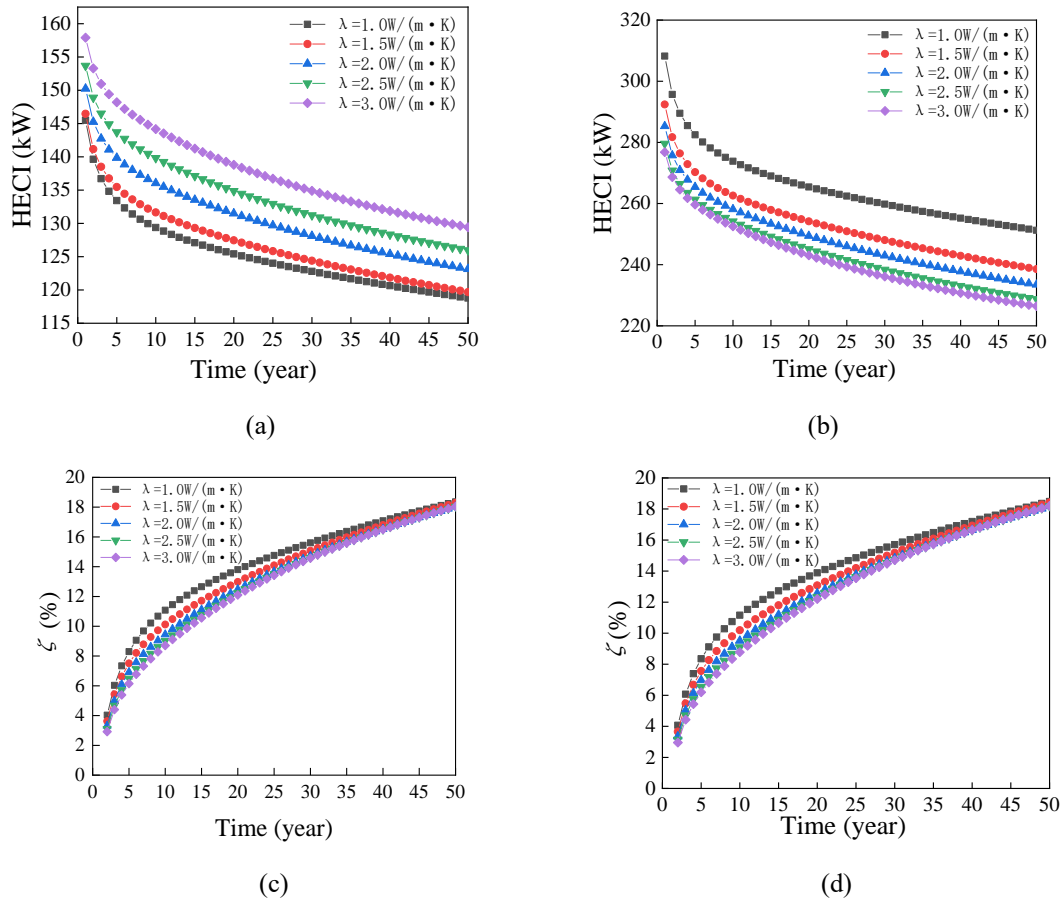 160
155
150
145
140
135
130
125
120
115
HECI (kW)
λ=1.0W/(m•K)
λ=1.5W/(m•K)
λ=2.0W/(m•K)
λ=2.5W/(m•K)
λ=3.0W/(m•K)
0 5 10 15 20 25 30 35 40 45 50
Time (year)
(a)
320
300
280
260
240
220
HECI (kW)
λ=1.0W/(m•K)
λ=1.5W/(m•K)
λ=2.0W/(m•K)
λ=2.5W/(m•K)
λ=3.0W/(m•K)
0 5 10 15 20 25 30 35 40 45 50
Time (year)
(b)
20
18
16
14
12
10
8
6
4
2
0
ζ (%)
λ=1.0W/(m•K)
λ=1.5W/(m•K)
λ=2.0W/(m•K)
λ=2.5W/(m•K)
λ=3.0W/(m•K)
0 5 10 15 20 25 30 35 40 45 50
Time (year)
(c)
20
18
16
14
12
10
8
6
4
2
0
ζ (%)
λ=1.0W/(m•K)
λ=1.5W/(m•K)
λ=2.0W/(m•K)
λ=2.5W/(m•K)
λ=3.0W/(m•K)
0 5 10 15 20 25 30 35 40 45 50
Time (year)
(d)